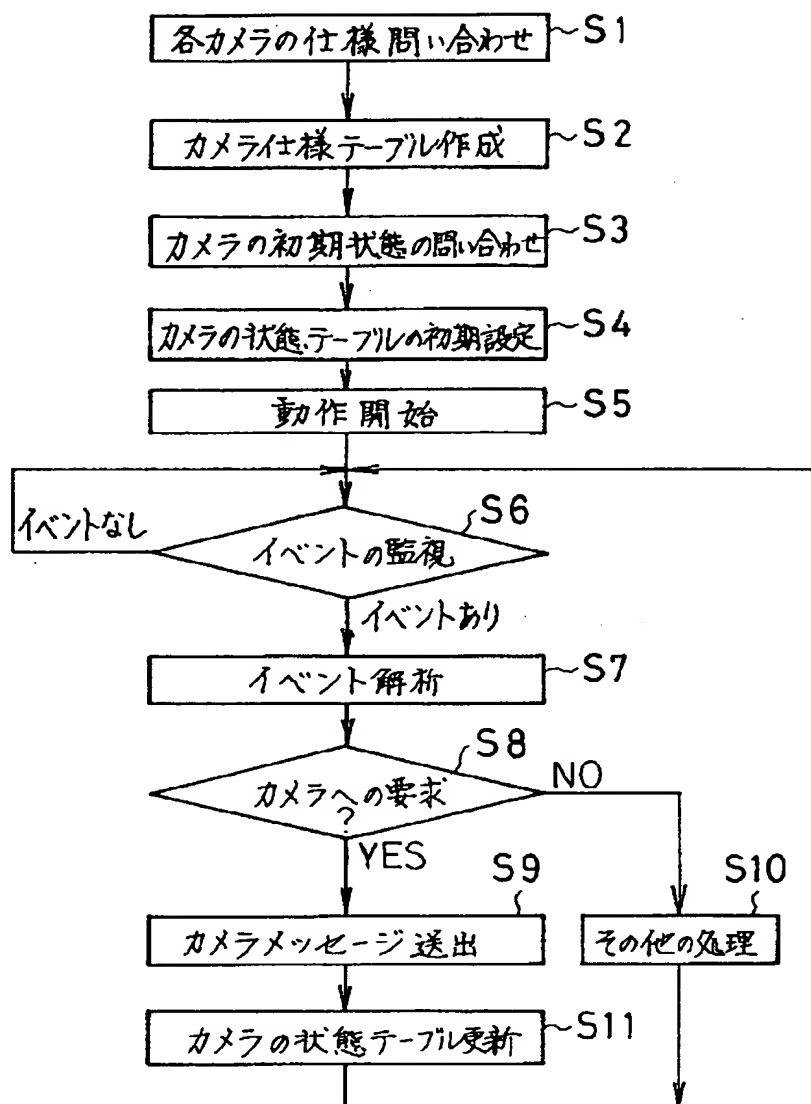 各カメラの仕様問い合わせ S1
カメラ仕様テーブル作成 S2
カメラの初期状態の問い合わせ S3
カメラの状態テーブルの初期設定 S4
動作開始 S5
イベントなし
S6
イベントの監視
イベントあり
イベント解析 S7
S8
カメラへの要求
?
NO
YES
S9
S10
カメラメッセージ送出
その他の処理
カメラの状態テーブル更新 S11